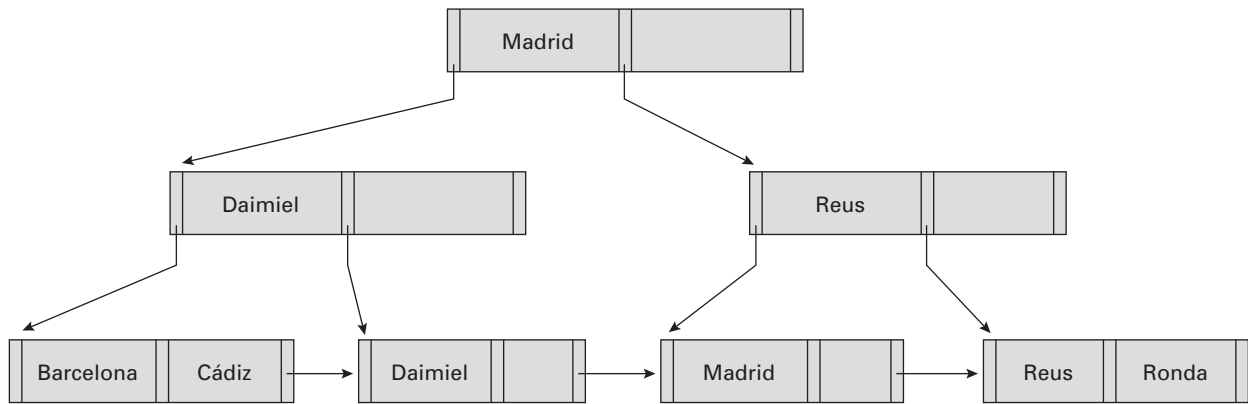 Madrid
Daimiel
Reus
Barcelona Cádiz
Daimiel
Madrid
Reus Ronda